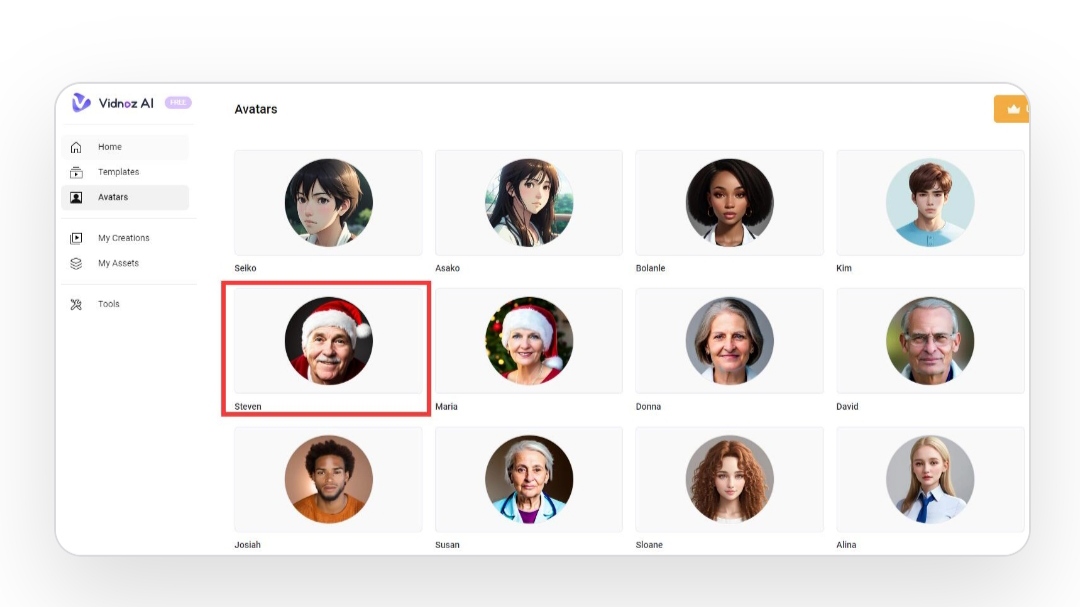 Vidnoz AI FREE
Avatars
Home
Templates
Avatars
My Creations
My Assets
Tools
Seiko
Asako
Bolanle
Kim
Steven
Maria
Donna
David
Josiah
Susan
Sloane
Alina